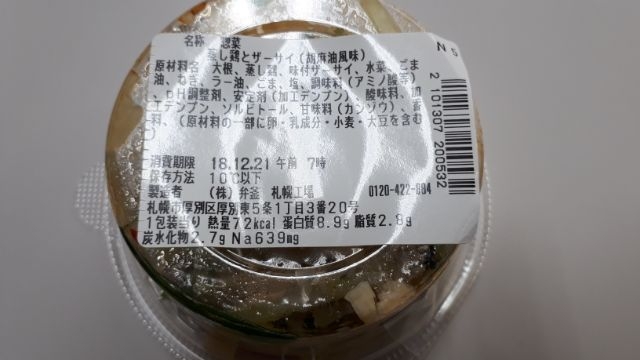 名称 惣菜
蒸し鶏とザーサイ(胡麻油風味)
原材料名 大根、蒸し鶏、味付ザーサイ、水菜、ごま
油、ねぎ、ラー油、ごま、塩、調味料(アミノ酸等)
、pH調整剤、安定剤(加工デンプン)、酸味料、加
工デンプン、ソルビトール、甘味料(カンゾウ)、香
料、(原材料の一部に卵・乳成分・小麦・大豆を含む
)
消費期限 18.12.21 午前 7時
保存方法 10℃以下
製造者 (株)弁釜 札幌工場 0120-422-884
札幌市厚別区厚別東5条1丁目3番20号
1包装当り 熱量72kcal 蛋白質8.9g 脂質2.8g
炭水化物2.7g Na639mg
N 5
2 101307 200532